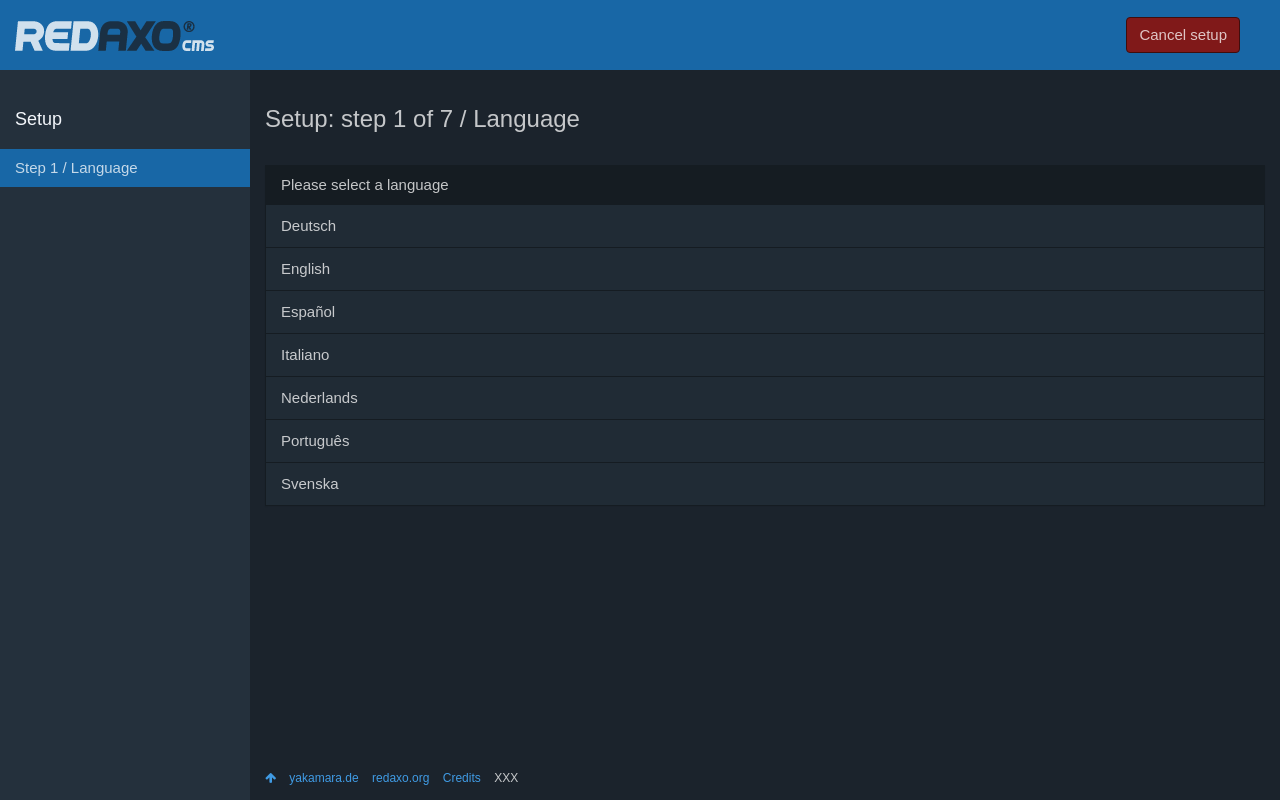 REDAXO® cms
Cancel setup
Setup
Step 1 / Language
Setup: step 1 of 7 / Language
Please select a language
Deutsch
English
Español
Italiano
Nederlands
Português
Svenska
yakamara.de redaxo.org Credits XXX